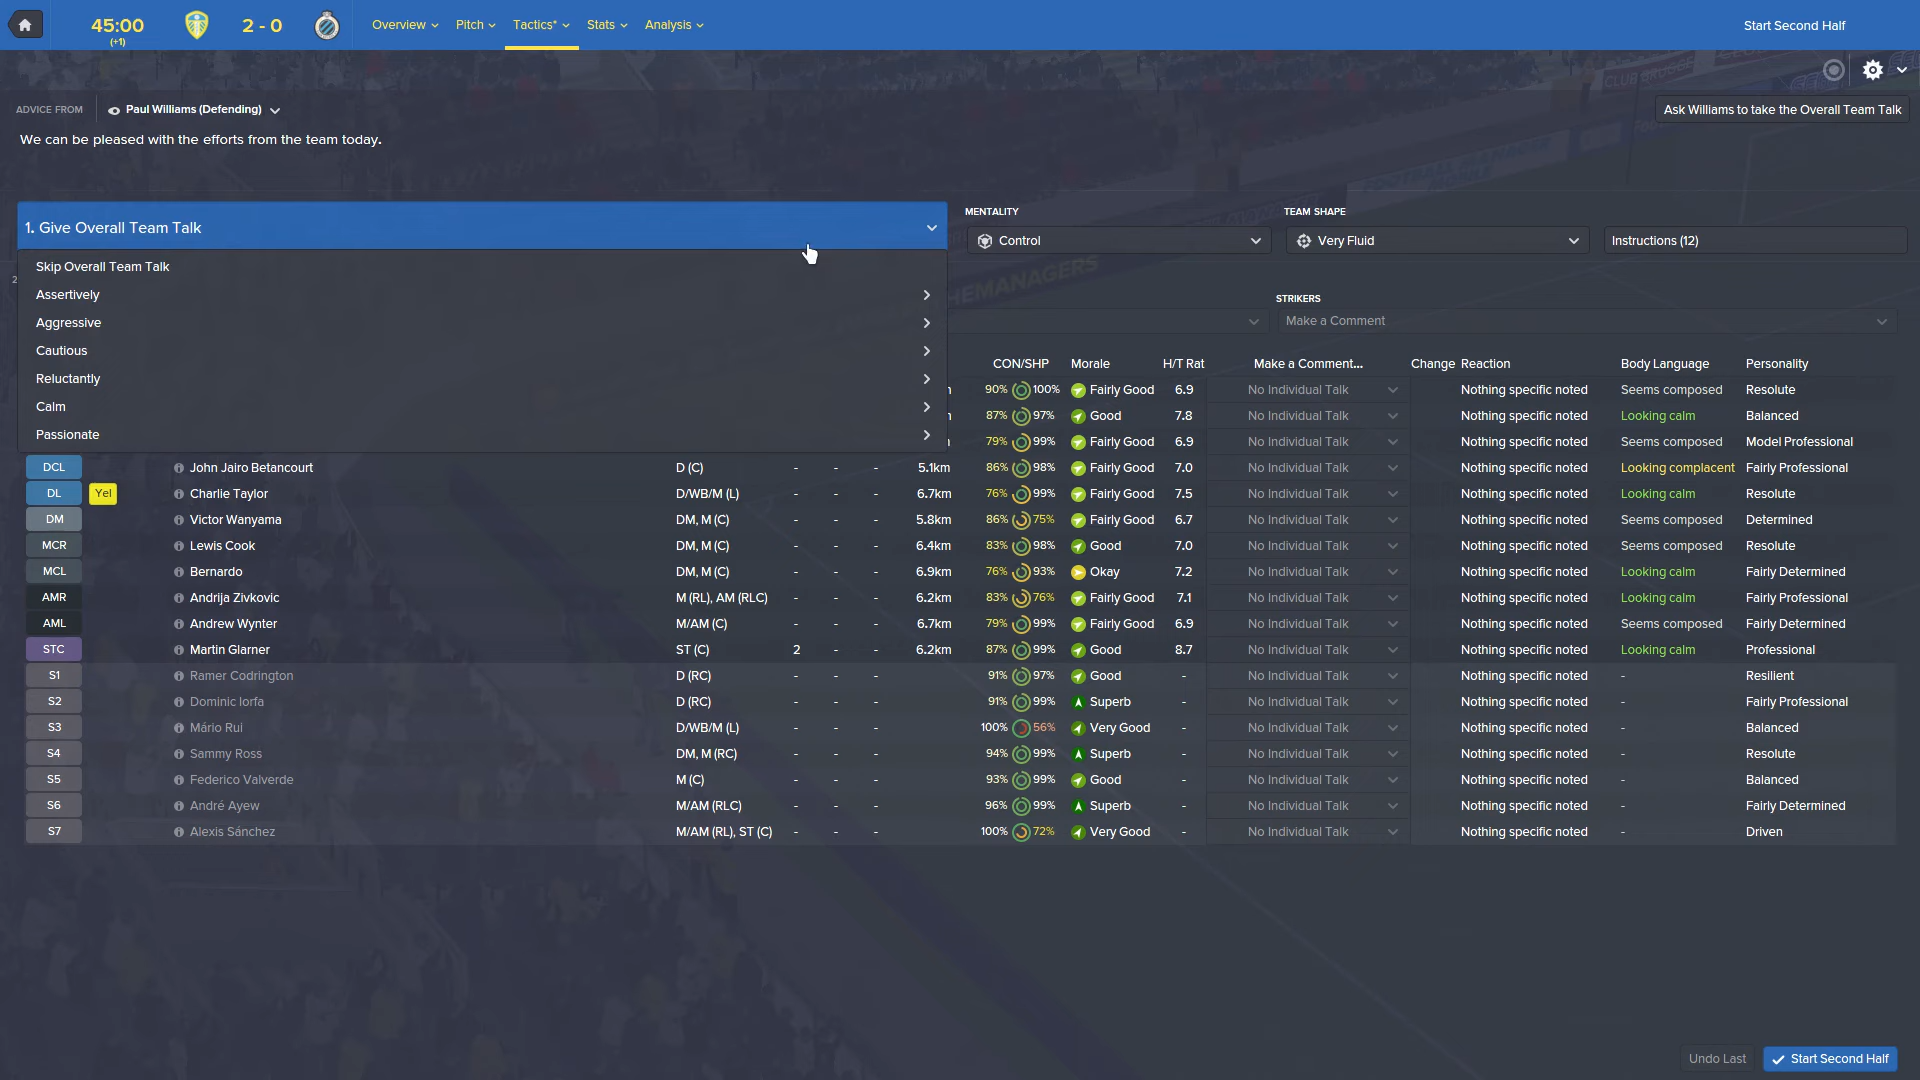 45:00
(+1)
2 - 0
Overview
Pitch
Tactics*
Stats
Analysis
Start Second Half
ADVICE FROM
Paul Williams (Defending)
Ask Williams to take the Overall Team Talk
We can be pleased with the efforts from the team today.
1. Give Overall Team Talk
Skip Overall Team Talk
Assertively
Aggressive
Cautious
Reluctantly
Calm
Passionate
MENTALITY
Control
TEAM SHAPE
Very Fluid
Instructions (12)
STRIKERS
Make a Comment
CON/SHP Morale H/T Rat Make a Comment... Change Reaction Body Language Personality
90% 100% Fairly Good 6.9 No Individual Talk Nothing specific noted Seems composed Resolute
87% 97% Good 7.8 No Individual Talk Nothing specific noted Looking calm Balanced
79% 99% Fairly Good 6.9 No Individual Talk Nothing specific noted Seems composed Model Professional
DCL John Jairo Betancourt D (C) - - - 5.1km 86% 98% Fairly Good 7.0 No Individual Talk Nothing specific noted Looking complacent Fairly Professional
DL Yel Charlie Taylor D/WB/M (L) - - - 6.7km 76% 99% Fairly Good 7.5 No Individual Talk Nothing specific noted Looking calm Resolute
DM Victor Wanyama DM, M (C) - - - 5.8km 86% 75% Fairly Good 6.7 No Individual Talk Nothing specific noted Seems composed Determined
MCR Lewis Cook DM, M (C) - - - 6.4km 83% 98% Good 7.0 No Individual Talk Nothing specific noted Seems composed Resolute
MCL Bernardo DM, M (C) - - - 6.9km 76% 93% Okay 7.2 No Individual Talk Nothing specific noted Looking calm Fairly Determined
AMR Andrija Zivkovic M (RL), AM (RLC) - - - 6.2km 83% 76% Fairly Good 7.1 No Individual Talk Nothing specific noted Looking calm Fairly Professional
AML Andrew Wynter M/AM (C) - - - 6.7km 79% 99% Fairly Good 6.9 No Individual Talk Nothing specific noted Seems composed Fairly Determined
STC Martin Glarner ST (C) 2 - - 6.2km 87% 99% Good 8.7 No Individual Talk Nothing specific noted Looking calm Professional
S1 Ramer Codrington D (RC) - - - 91% 97% Good - No Individual Talk Nothing specific noted - Resilient
S2 Dominic Iorfa D (RC) - - - 91% 99% Superb - No Individual Talk Nothing specific noted - Fairly Professional
S3 Mário Rui D/WB/M (L) - - - 100% 56% Very Good - No Individual Talk Nothing specific noted - Balanced
S4 Sammy Ross DM, M (RC) - - - 94% 99% Superb - No Individual Talk Nothing specific noted - Resolute
S5 Federico Valverde M (C) - - - 93% 99% Good - No Individual Talk Nothing specific noted - Balanced
S6 André Ayew M/AM (RLC) - - - 96% 99% Superb - No Individual Talk Nothing specific noted - Fairly Determined
S7 Alexis Sánchez M/AM (RL), ST (C) - - - 100% 72% Very Good - No Individual Talk Nothing specific noted - Driven
Undo Last
Start Second Half